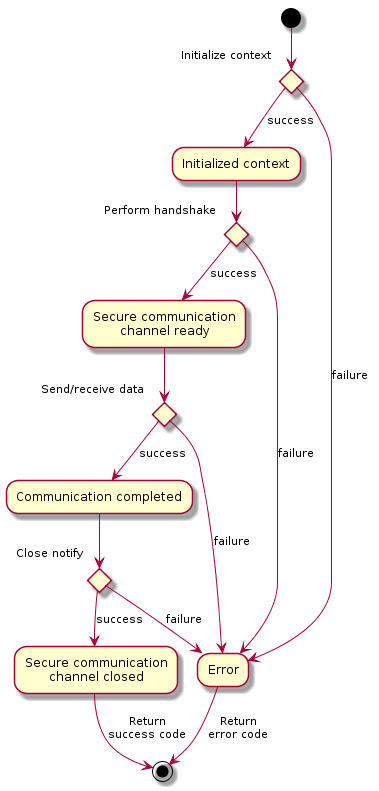 Initialize context
success
Initialized context
Perform handshake
success
Secure communication
channel ready
failure
Send/receive data
success
failure
Communication completed
failure
Close notify
success
failure
Secure communication
channel closed
Error
Return
success code
Return
error code